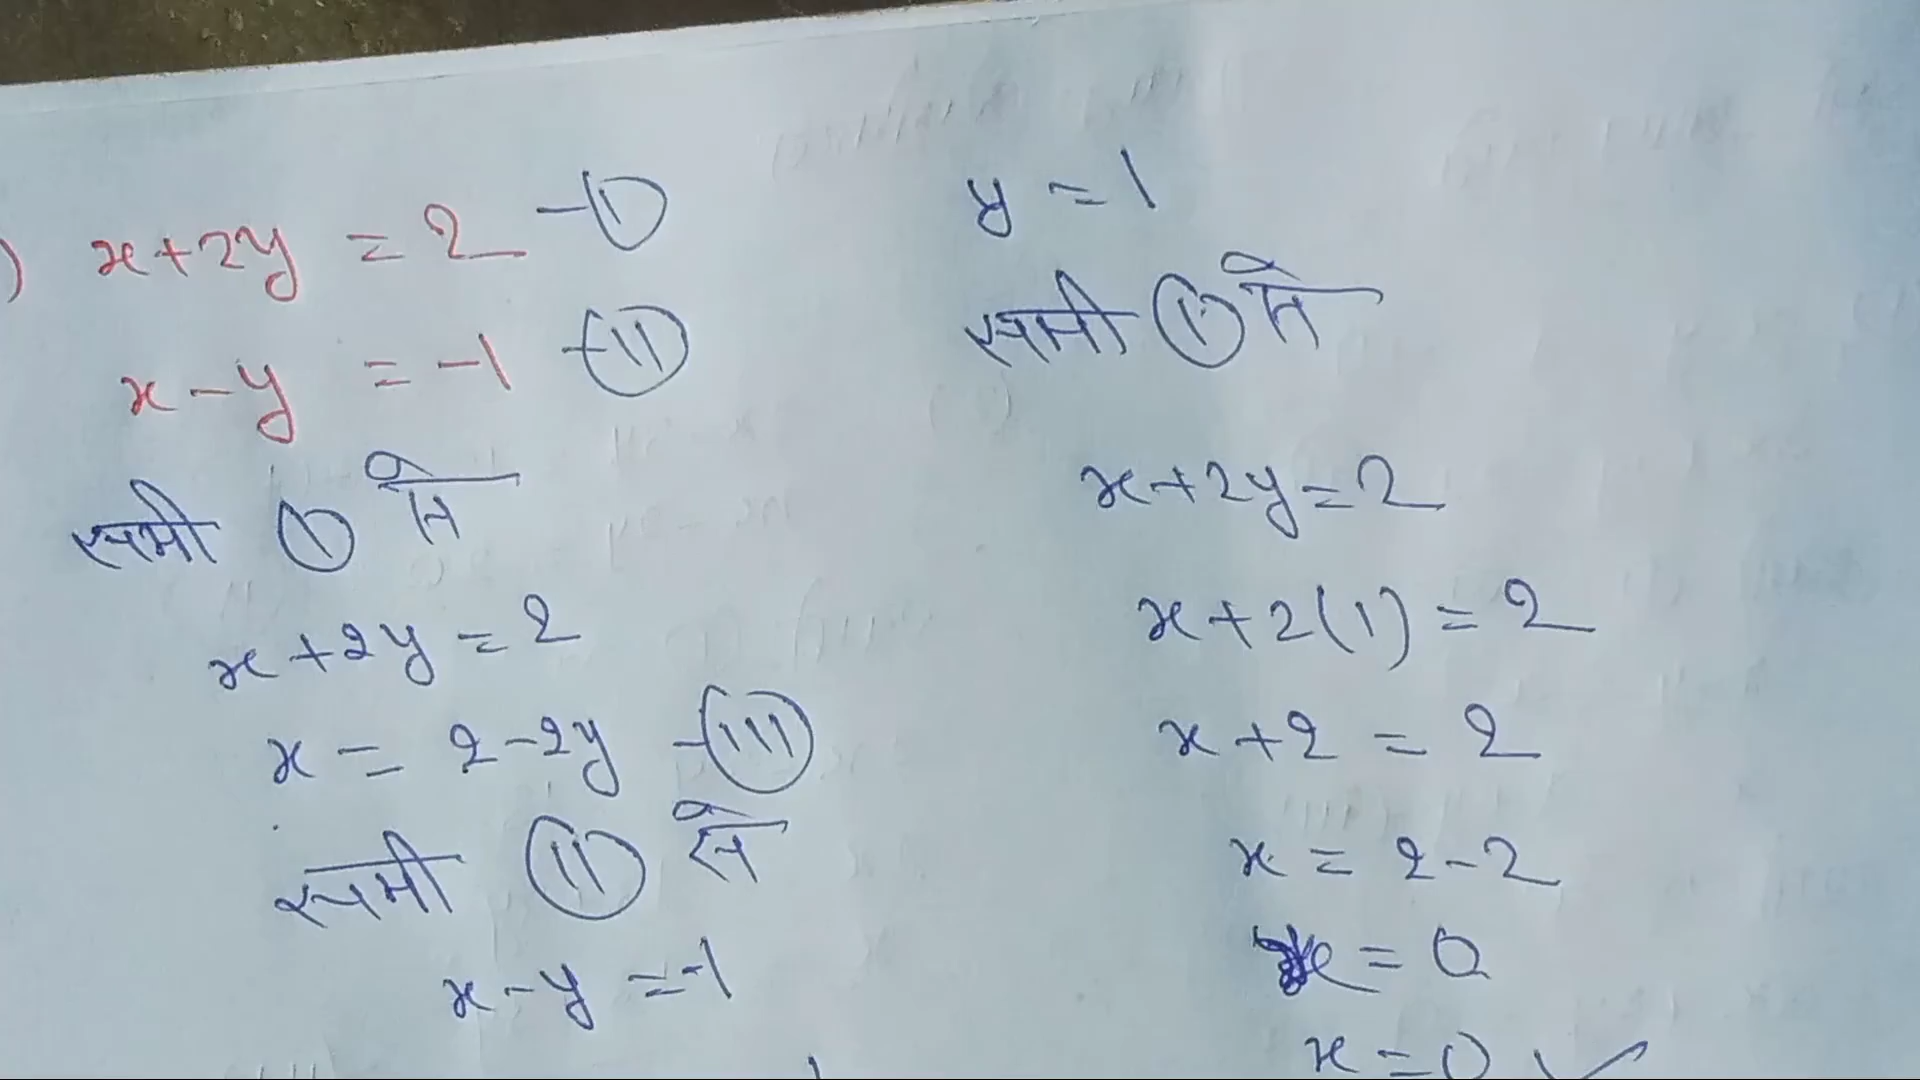 ) x+2y = 2 -(I)
x-y = -1 -(II)
समी (I) से
x+2y=2
x = 2-2y -(III)
समी (II) से
x-y=-1
y = 1
समी (I) से
x+2y=2
x+2(1)=2
x+2 = 2
x = 2-2
x = 0
x=0 ✓